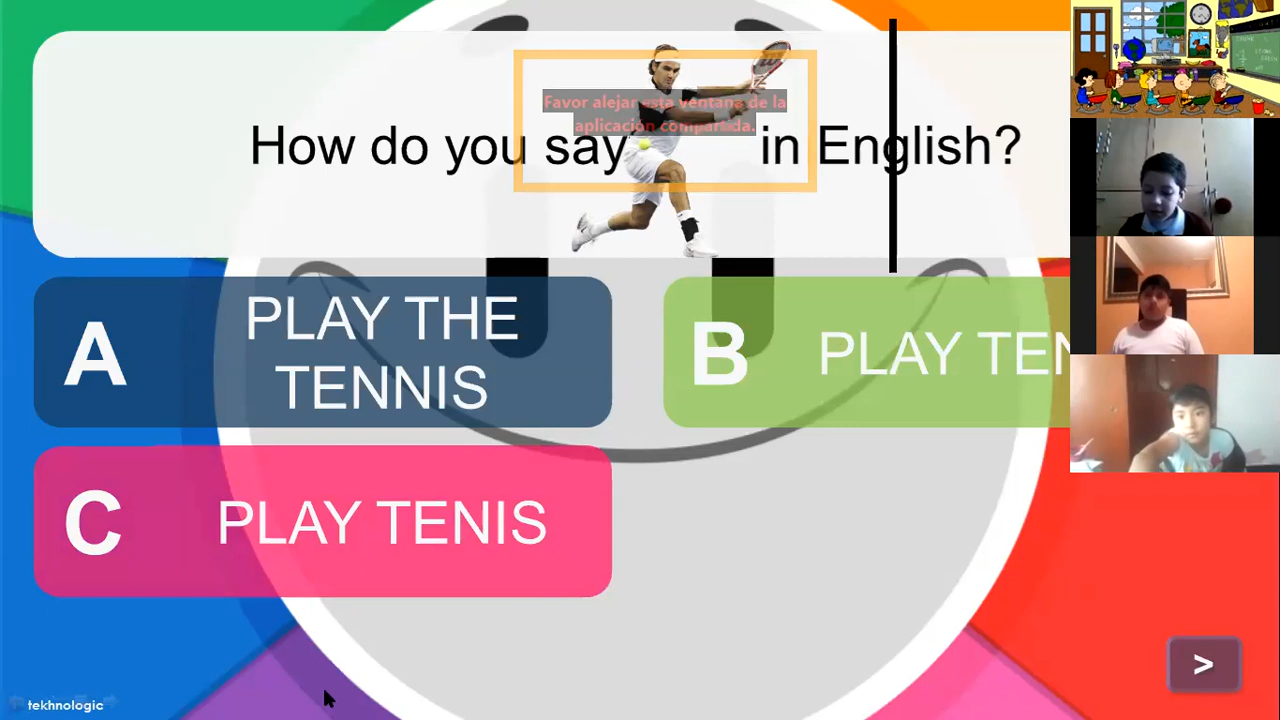 Favor alejar esta ventana de la
aplicación compartida.
How do you say in English?
A PLAY THE
TENNIS
B PLAY
C PLAY TENIS
>
tekhnologic